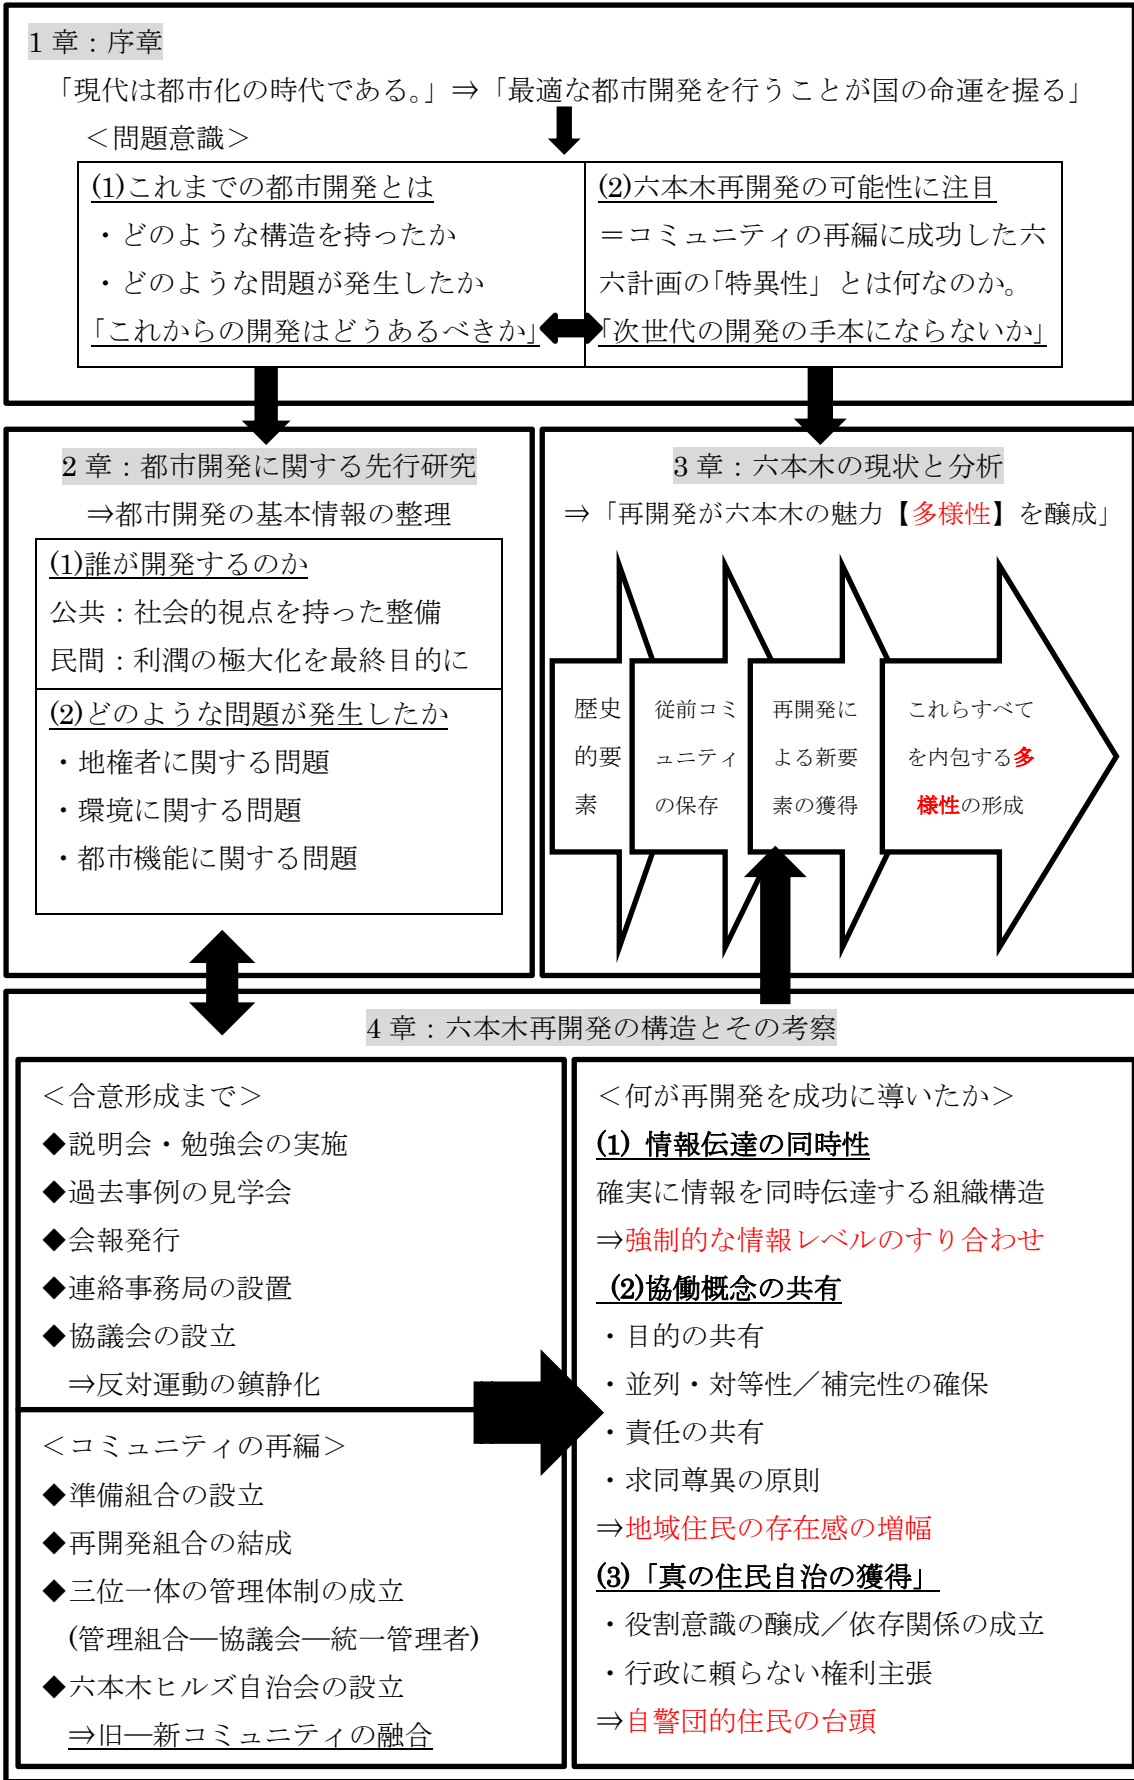 1 章：序章
「現代は都市化の時代である。」⇒「最適な都市開発を行うことが国の命運を握る」
＜問題意識＞
(1)これまでの都市開発とは
・どのような構造を持ったか
・どのような問題が発生したか
「これからの開発はどうあるべきか」
(2)六本木再開発の可能性に注目
＝コミュニティの再編に成功した六
六計画の「特異性」とは何なのか。
「次世代の開発の手本にならないか」
2 章：都市開発に関する先行研究
⇒都市開発の基本情報の整理
(1)誰が開発するのか
公共：社会的視点を持った整備
民間：利潤の極大化を最終目的に
(2)どのような問題が発生したか
・地権者に関する問題
・環境に関する問題
・都市機能に関する問題
3 章：六本木の現状と分析
⇒「再開発が六本木の魅力【多様性】を醸成」
歴史
的要
素
従前コミ
ュニティ
の保存
再開発に
よる新要
素の獲得
これらすべて
を内包する多
様性の形成
4 章：六本木再開発の構造とその考察
＜合意形成まで＞
◆説明会・勉強会の実施
◆過去事例の見学会
◆会報発行
◆連絡事務局の設置
◆協議会の設立
⇒反対運動の鎮静化
＜コミュニティの再編＞
◆準備組合の設立
◆再開発組合の結成
◆三位一体の管理体制の成立
(管理組合―協議会―統一管理者)
◆六本木ヒルズ自治会の設立
⇒旧―新コミュニティの融合
＜何が再開発を成功に導いたか＞
(1) 情報伝達の同時性
確実に情報を同時伝達する組織構造
⇒強制的な情報レベルのすり合わせ
(2)協働概念の共有
・目的の共有
・並列・対等性／補完性の確保
・責任の共有
・求同尊異の原則
⇒地域住民の存在感の増幅
(3)「真の住民自治の獲得」
・役割意識の醸成／依存関係の成立
・行政に頼らない権利主張
⇒自警団的住民の台頭